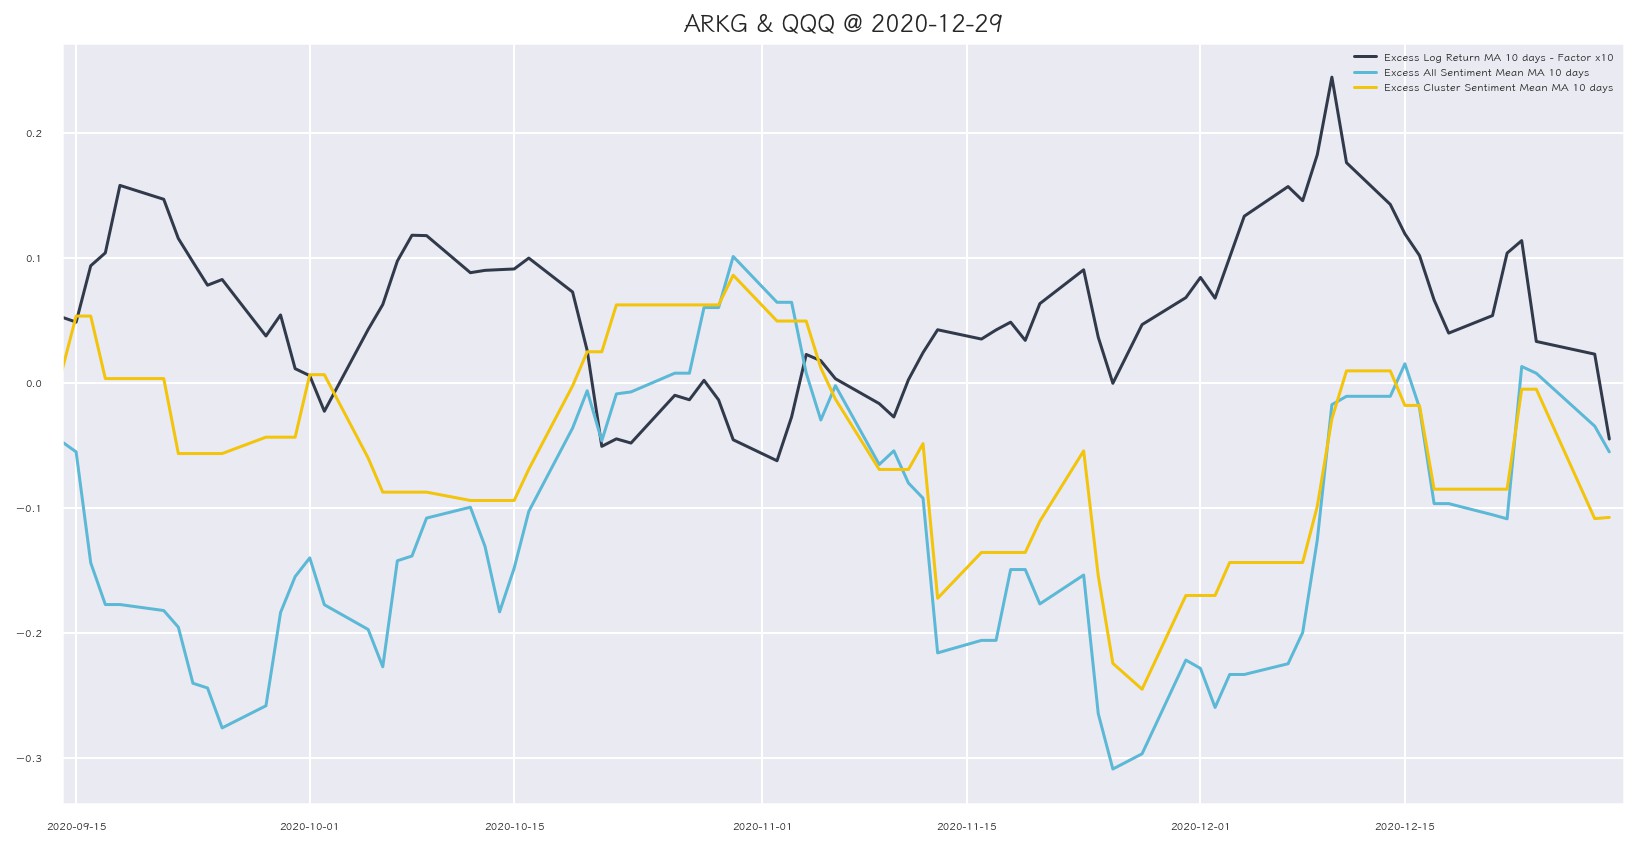 ARKG & QQQ @ 2020-12-29
Excess Log Return MA 10 days - Factor x10
Excess All Sentiment Mean MA 10 days
Excess Cluster Sentiment Mean MA 10 days
0.2
0.1
0.0
−0.1
−0.2
−0.3
2020-09-15 2020-10-01 2020-10-15 2020-11-01 2020-11-15 2020-12-01 2020-12-15